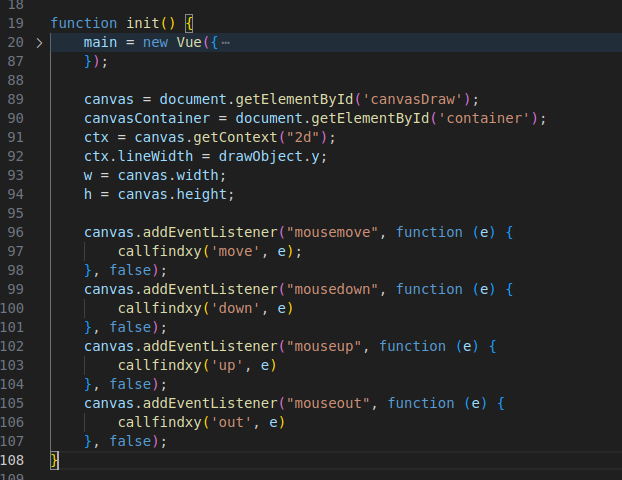 18
19 function init() {
20 > main = new Vue({ ⋯
87 });
88
89 canvas = document.getElementById('canvasDraw');
90 canvasContainer = document.getElementById('container');
91 ctx = canvas.getContext("2d");
92 ctx.lineWidth = drawObject.y;
93 w = canvas.width;
94 h = canvas.height;
95
96 canvas.addEventListener("mousemove", function (e) {
97 callfindxy('move', e);
98 }, false);
99 canvas.addEventListener("mousedown", function (e) {
100 callfindxy('down', e)
101 }, false);
102 canvas.addEventListener("mouseup", function (e) {
103 callfindxy('up', e)
104 }, false);
105 canvas.addEventListener("mouseout", function (e) {
106 callfindxy('out', e)
107 }, false);
108 }
109